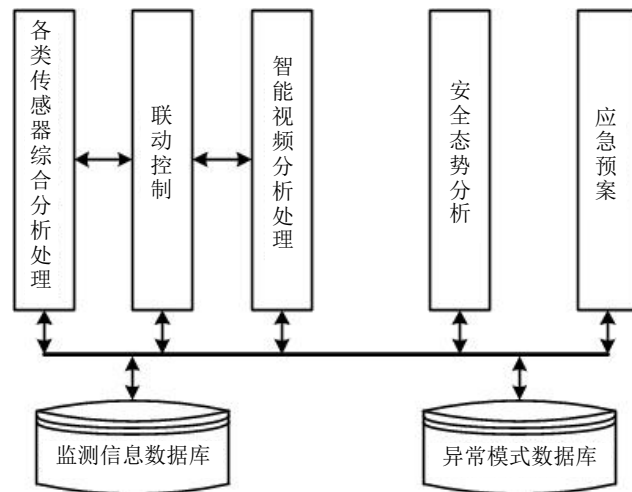 各类传感器综合分析处理
联动控制
智能视频分析处理
安全态势分析
应急预案
监测信息数据库
异常模式数据库